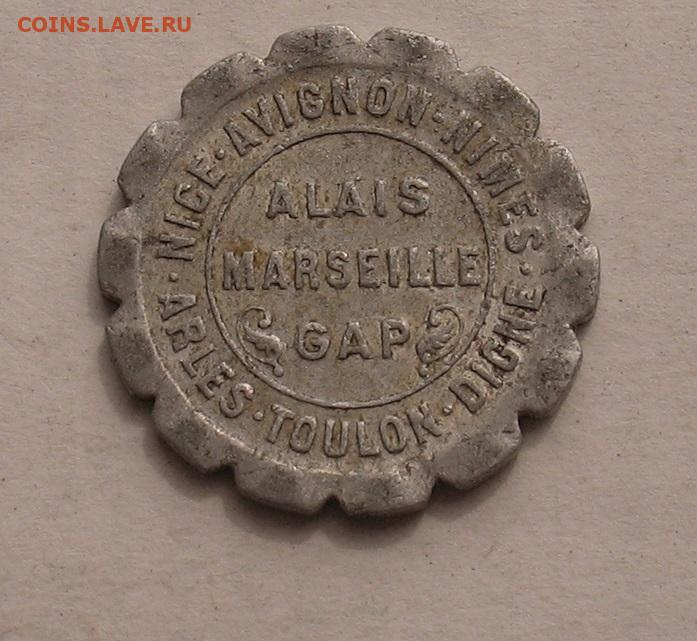 COINS.LAVE.RU
NICE · AVIGNON · NIMES · DIGNE · TOULON · ARLES ·
ALAIS
MARSEILLE
GAP